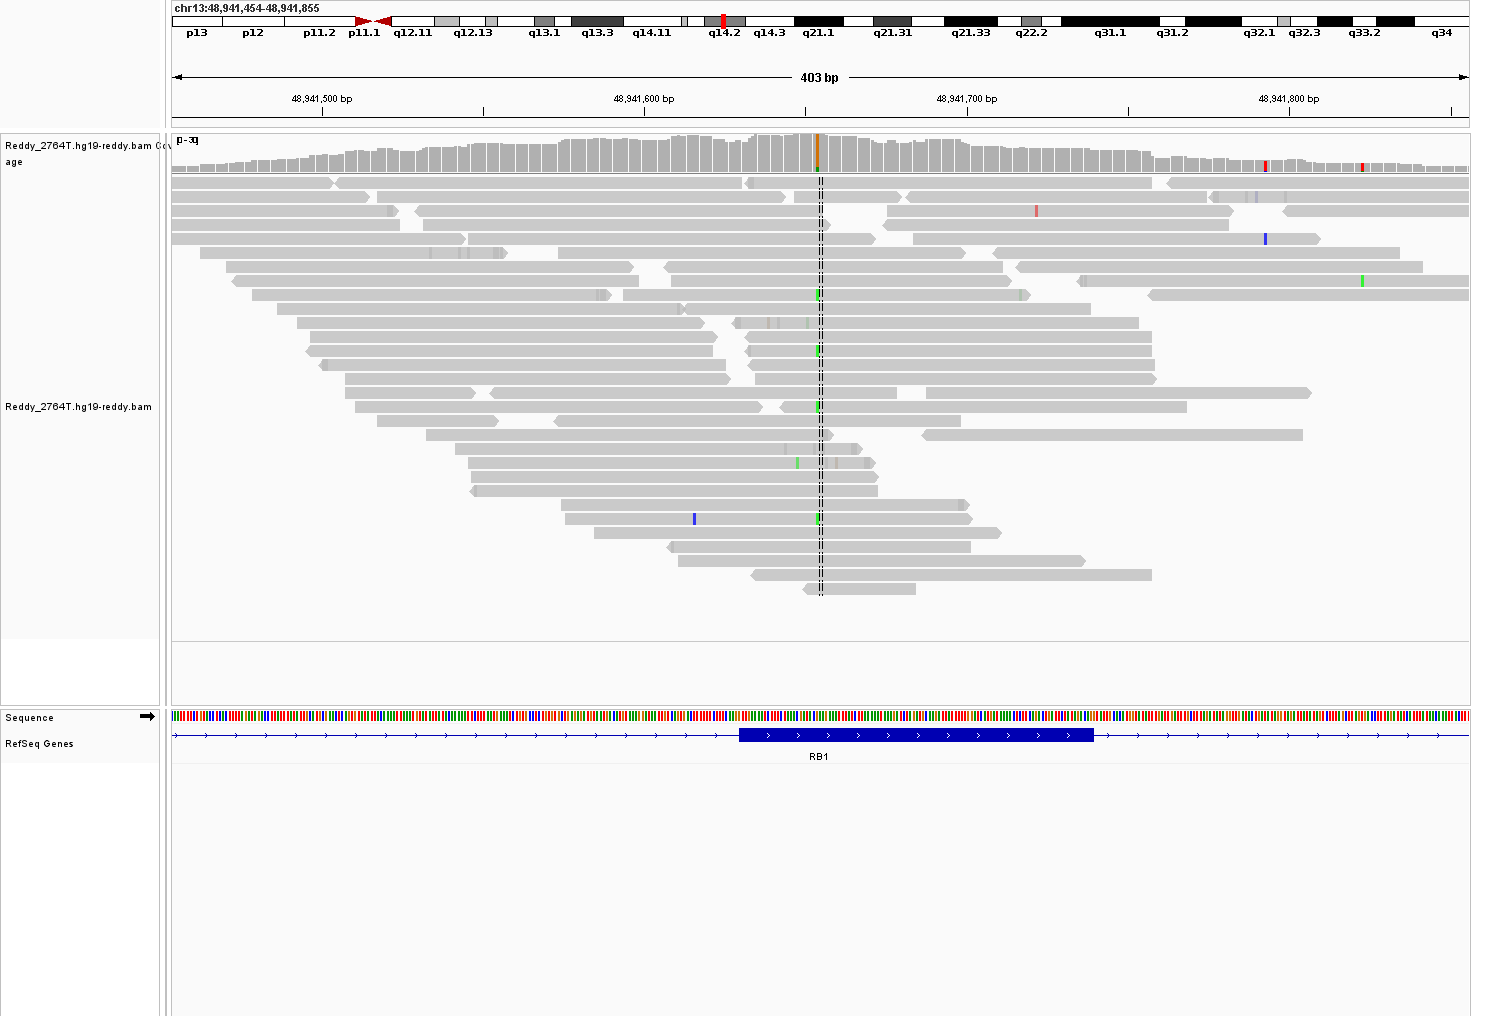 chr13:48,941,454-48,941,855
p13 p12 p11.2 p11.1 q12.11 q12.13 q13.1 q13.3 q14.11 q14.2 q14.3 q21.1 q21.31 q21.33 q22.2 q31.1 q31.2 q32.1 q32.3 q33.2 q34
403 bp
48,941,500 bp 48,941,600 bp 48,941,700 bp 48,941,800 bp
[0 - 30]
Reddy_2764T.hg19-reddy.bam Cov
age
Reddy_2764T.hg19-reddy.bam
Sequence
RefSeq Genes
RB1